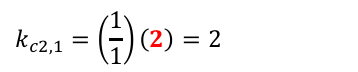 k_{c2,1} = (1/1) (2) = 2